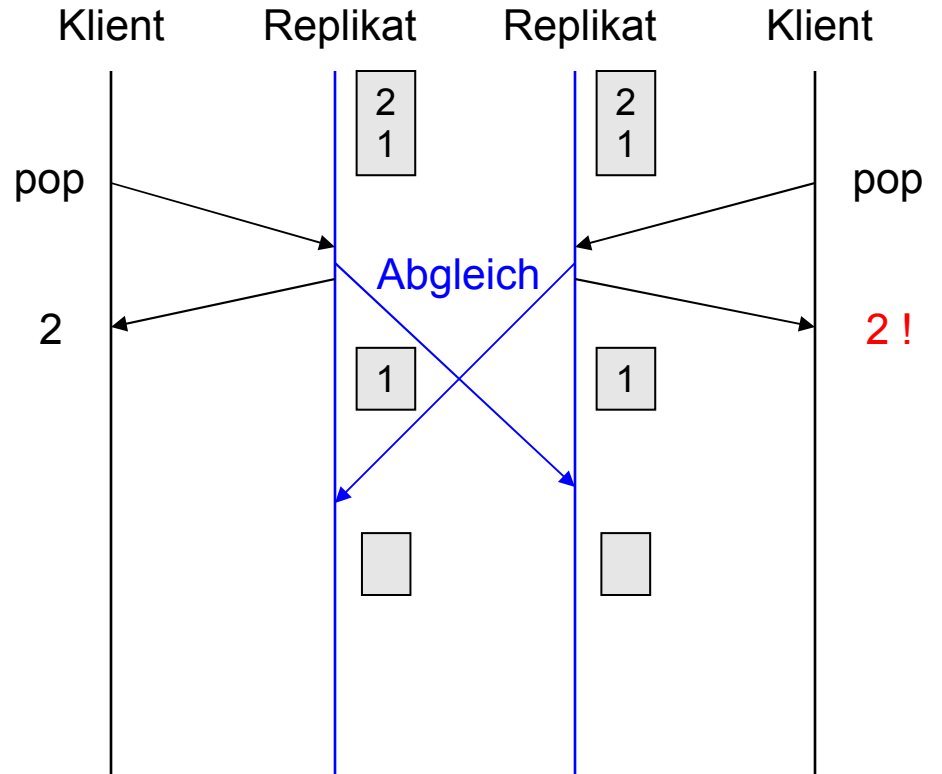 Klient Replikat Replikat Klient
2 2
1 1
pop pop
Abgleich
2 2 !
1 1